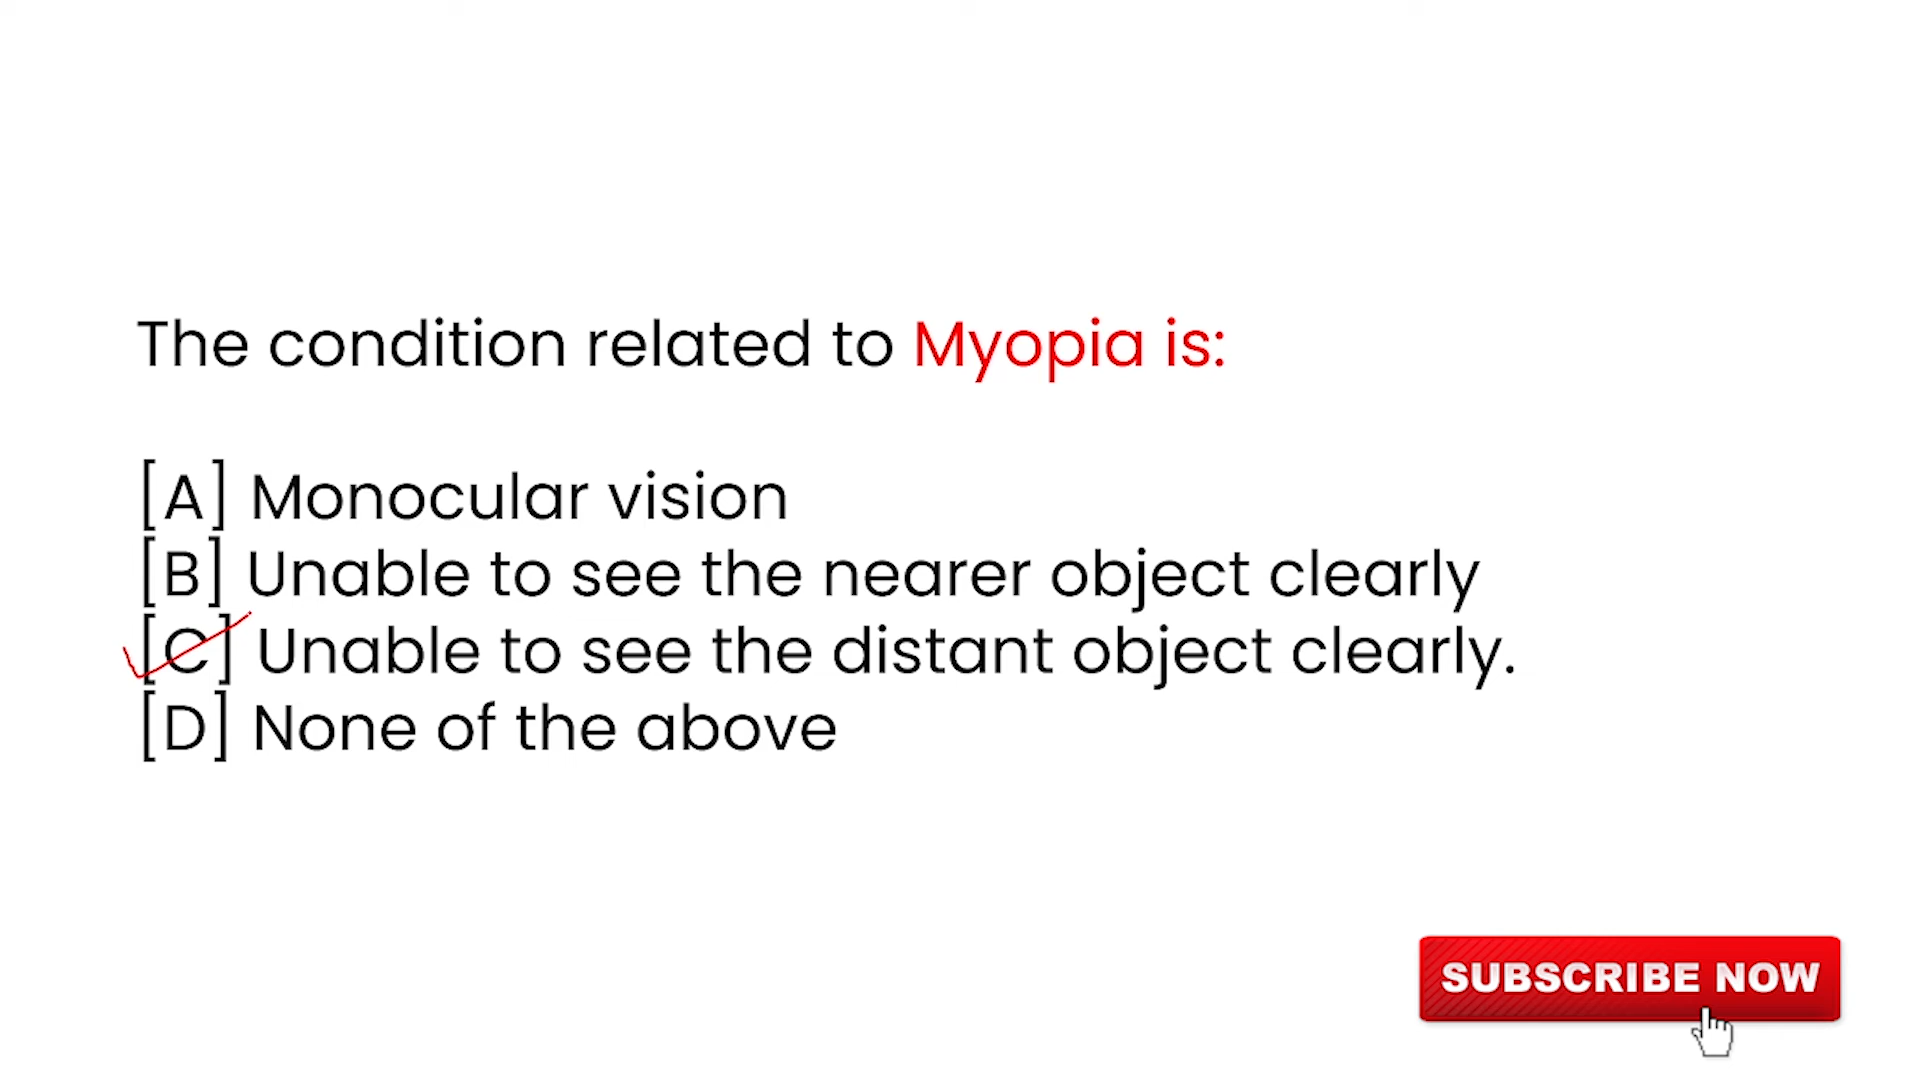 The condition related to Myopia is:
[A] Monocular vision
[B] Unable to see the nearer object clearly
[C] Unable to see the distant object clearly.
[D] None of the above
SUBSCRIBE NOW